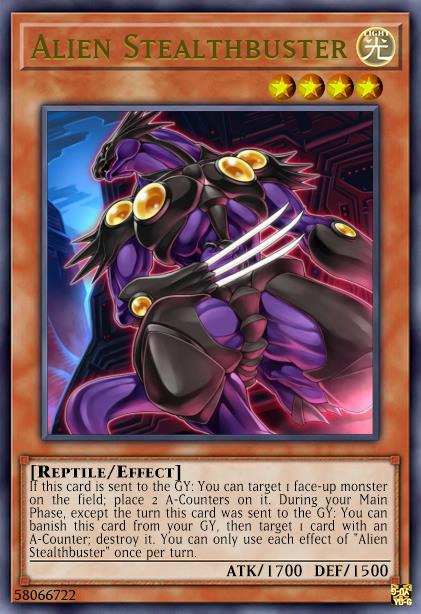 Alien Stealthbuster
LIGHT
光
[Reptile/Effect]
If this card is sent to the GY: You can target 1 face-up monster
on the field; place 2 A-Counters on it. During your Main
Phase, except the turn this card was sent to the GY: You can
banish this card from your GY, then target 1 card with an
A-Counter; destroy it. You can only use each effect of "Alien
Stealthbuster" once per turn.
ATK/1700 DEF/1500
58066722